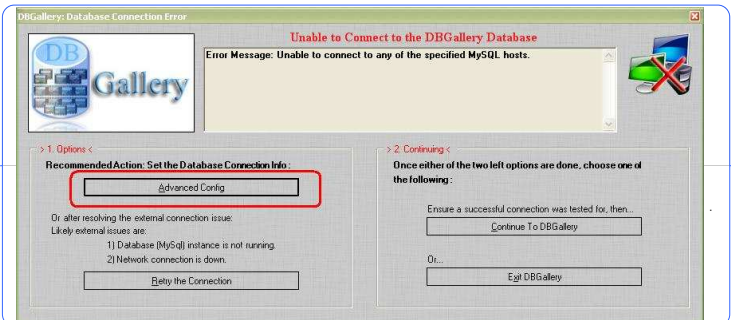 DBGallery: Database Connection Error
Unable to Connect to the DBGallery Database
DB
Gallery
Error Message: Unable to connect to any of the specified MySQL hosts.
> 1. Options <
Recommended Action: Set the Database Connection Info :
Advanced Config
Or after resolving the external connection issue:
Likely external issues are:
1) Database (MySql) instance is not running.
2) Network connection is down.
Retry the Connection
> 2. Continuing <
Once either of the two left options are done, choose one of
the following :
Ensure a successful connection was tested for, then...
Continue To DBGallery
Or...
Exit DBGallery